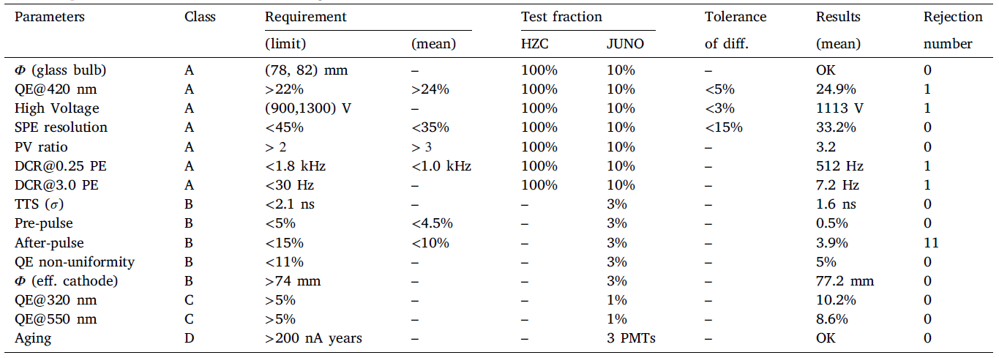 Parameters Class Requirement Test fraction Tolerance Results Rejection
(limit) (mean) HZC JUNO of diff. (mean) number
Φ (glass bulb) A (78, 82) mm – 100% 10% – OK 0
QE@420 nm A >22% >24% 100% 10% <5% 24.9% 1
High Voltage A (900,1300) V – 100% 10% <3% 1113 V 1
SPE resolution A <45% <35% 100% 10% <15% 33.2% 0
PV ratio A > 2 > 3 100% 10% – 3.2 0
DCR@0.25 PE A <1.8 kHz <1.0 kHz 100% 10% – 512 Hz 1
DCR@3.0 PE A <30 Hz – 100% 10% – 7.2 Hz 1
TTS (σ) B <2.1 ns – – 3% – 1.6 ns 0
Pre-pulse B <5% <4.5% – 3% – 0.5% 0
After-pulse B <15% <10% – 3% – 3.9% 11
QE non-uniformity B <11% – – 3% – 5% 0
Φ (eff. cathode) B >74 mm – – 3% – 77.2 mm 0
QE@320 nm C >5% – – 1% – 10.2% 0
QE@550 nm C >5% – – 1% – 8.6% 0
Aging D >200 nA years – – 3 PMTs – OK 0